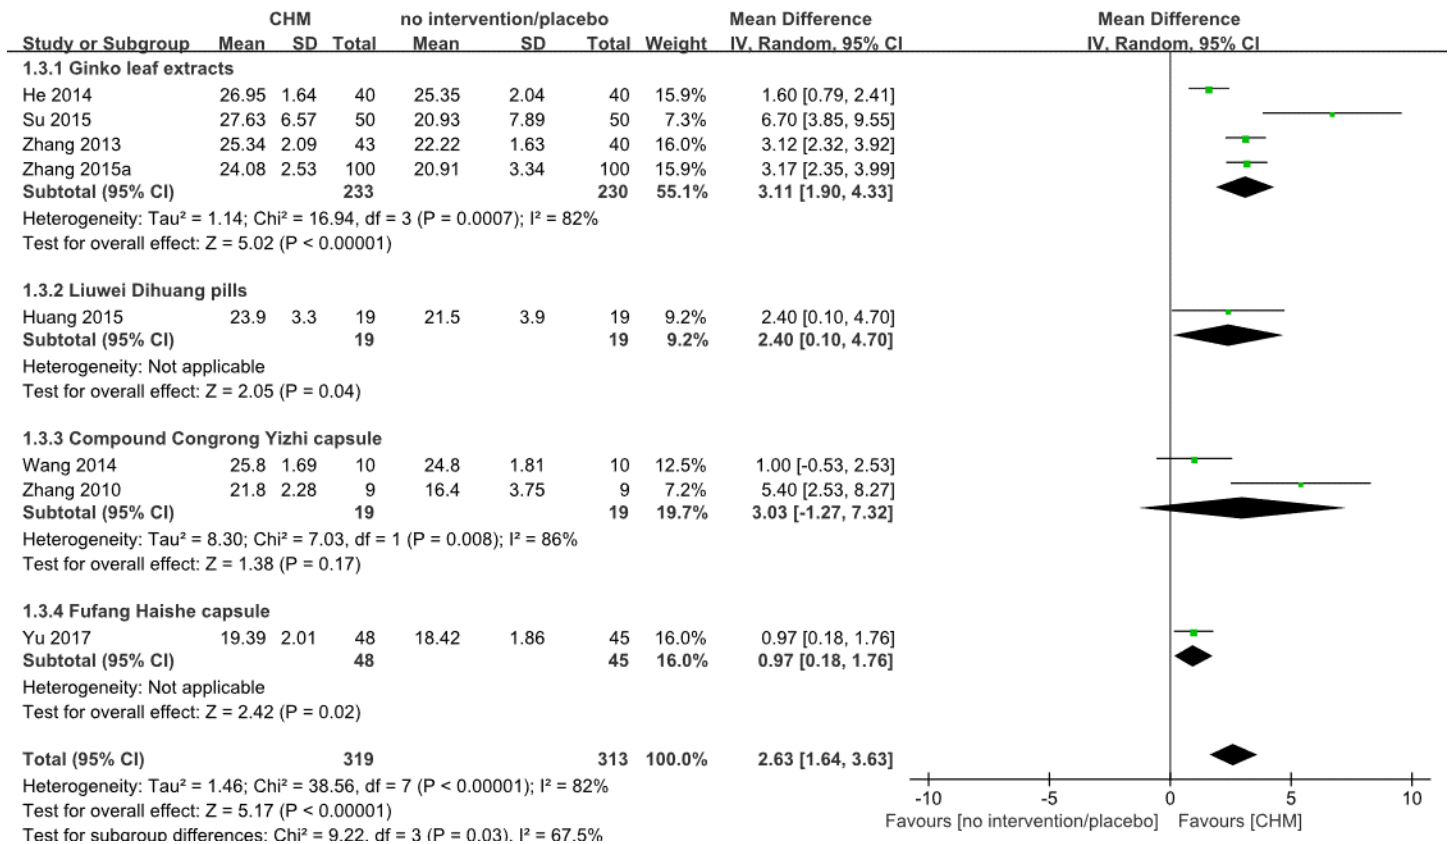 CHM no intervention/placebo Mean Difference Mean Difference
Study or Subgroup Mean SD Total Mean SD Total Weight IV, Random, 95% CI IV, Random, 95% CI
1.3.1 Ginko leaf extracts
He 2014 26.95 1.64 40 25.35 2.04 40 15.9% 1.60 [0.79, 2.41]
Su 2015 27.63 6.57 50 20.93 7.89 50 7.3% 6.70 [3.85, 9.55]
Zhang 2013 25.34 2.09 43 22.22 1.63 40 16.0% 3.12 [2.32, 3.92]
Zhang 2015a 24.08 2.53 100 20.91 3.34 100 15.9% 3.17 [2.35, 3.99]
Subtotal (95% CI) 233 230 55.1% 3.11 [1.90, 4.33]
Heterogeneity: Tau² = 1.14; Chi² = 16.94, df = 3 (P = 0.0007); I² = 82%
Test for overall effect: Z = 5.02 (P < 0.00001)
1.3.2 Liuwei Dihuang pills
Huang 2015 23.9 3.3 19 21.5 3.9 19 9.2% 2.40 [0.10, 4.70]
Subtotal (95% CI) 19 19 9.2% 2.40 [0.10, 4.70]
Heterogeneity: Not applicable
Test for overall effect: Z = 2.05 (P = 0.04)
1.3.3 Compound Congrong Yizhi capsule
Wang 2014 25.8 1.69 10 24.8 1.81 10 12.5% 1.00 [-0.53, 2.53]
Zhang 2010 21.8 2.28 9 16.4 3.75 9 7.2% 5.40 [2.53, 8.27]
Subtotal (95% CI) 19 19 19.7% 3.03 [-1.27, 7.32]
Heterogeneity: Tau² = 8.30; Chi² = 7.03, df = 1 (P = 0.008); I² = 86%
Test for overall effect: Z = 1.38 (P = 0.17)
1.3.4 Fufang Haishe capsule
Yu 2017 19.39 2.01 48 18.42 1.86 45 16.0% 0.97 [0.18, 1.76]
Subtotal (95% CI) 48 45 16.0% 0.97 [0.18, 1.76]
Heterogeneity: Not applicable
Test for overall effect: Z = 2.42 (P = 0.02)
Total (95% CI) 319 313 100.0% 2.63 [1.64, 3.63]
Heterogeneity: Tau² = 1.46; Chi² = 38.56, df = 7 (P < 0.00001); I² = 82%
Test for overall effect: Z = 5.17 (P < 0.00001)
Test for subgroup differences: Chi² = 9.22, df = 3 (P = 0.03), I² = 67.5%
-10 -5 0 5 10
Favours [no intervention/placebo] Favours [CHM]